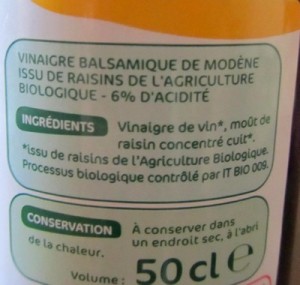 VINAIGRE BALSAMIQUE DE MODÈNE
ISSU DE RAISINS DE L'AGRICULTURE
BIOLOGIQUE - 6% D'ACIDITÉ
INGRÉDIENTS Vinaigre de vin*, moût de
raisin concentré cuit*.
*issu de raisins de l'Agriculture Biologique.
Processus biologique contrôlé par IT BIO 009.
CONSERVATION À conserver dans
un endroit sec, à l'abri
de la chaleur.
Volume: 50 cl e